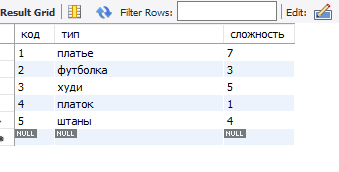 Result Grid Filter Rows: Edit:
код тип сложность
1 платье 7
2 футболка 3
3 худи 5
4 платок 1
5 штаны 4
NULL NULL NULL